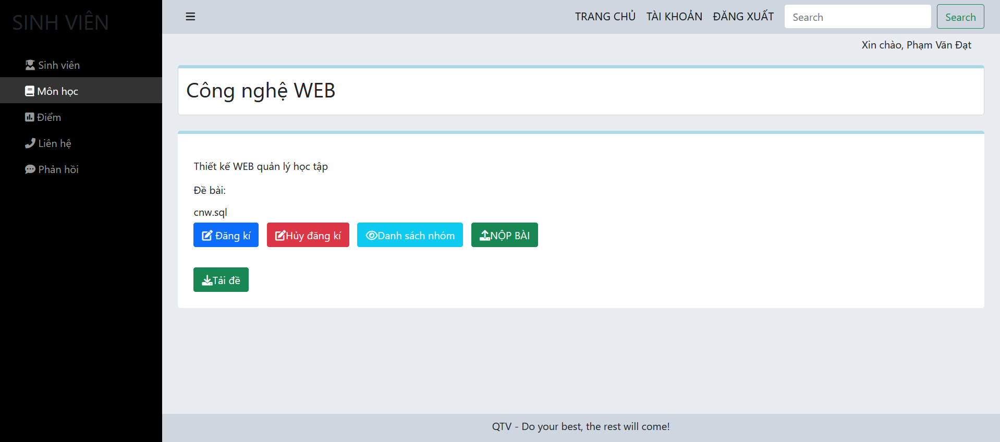 SINH VIÊN
Sinh viên
Môn học
Điểm
Liên hệ
Phản hồi
TRANG CHỦ TÀI KHOẢN ĐĂNG XUẤT Search Search
Xin chào, Phạm Văn Đạt
Công nghệ WEB
Thiết kế WEB quản lý học tập
Đề bài:
cnw.sql
Đăng kí Hủy đăng kí Danh sách nhóm NỘP BÀI
Tải đề
QTV - Do your best, the rest will come!